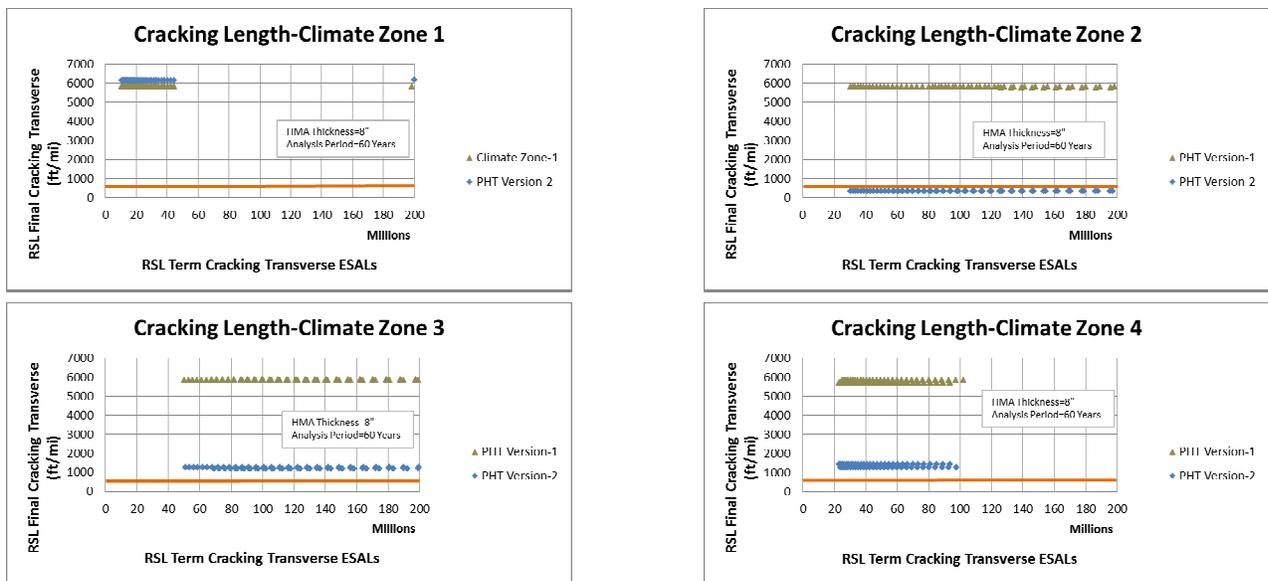 Cracking Length-Climate Zone 1
RSL Final Cracking Transverse
(ft/mi)
7000
6000
5000
4000
3000
2000
1000
0
0 20 40 60 80 100 120 140 160 180 200
HMA Thickness=8"
Analysis Period=60 Years
Millions
RSL Term Cracking Transverse ESALs
Climate Zone-1
PHT Version 2
Cracking Length-Climate Zone 2
RSL Final Cracking Transverse
(ft/mi)
7000
6000
5000
4000
3000
2000
1000
0
0 20 40 60 80 100 120 140 160 180 200
HMA Thickness=8"
Analysis Period=60 Years
Millions
RSL Term Cracking Transverse ESALs
PHT Version-1
PHT Version 2
Cracking Length-Climate Zone 3
RSL Final Cracking Transverse
(ft/mi)
7000
6000
5000
4000
3000
2000
1000
0
0 20 40 60 80 100 120 140 160 180 200
HMA Thickness 8"
Analysis Period=60 Years
Millions
RSL Term Cracking Transverse ESALs
PHT Version-1
PHT Version-2
Cracking Length-Climate Zone 4
RSL Final Cracking Transverse
(ft/mi)
7000
6000
5000
4000
3000
2000
1000
0
0 20 40 60 80 100 120 140 160 180 200
HMA Thickness=8"
Analysis Period=60 Years
Millions
RSL Term Cracking Transverse ESALs
PHT Version-1
PHT Version-2